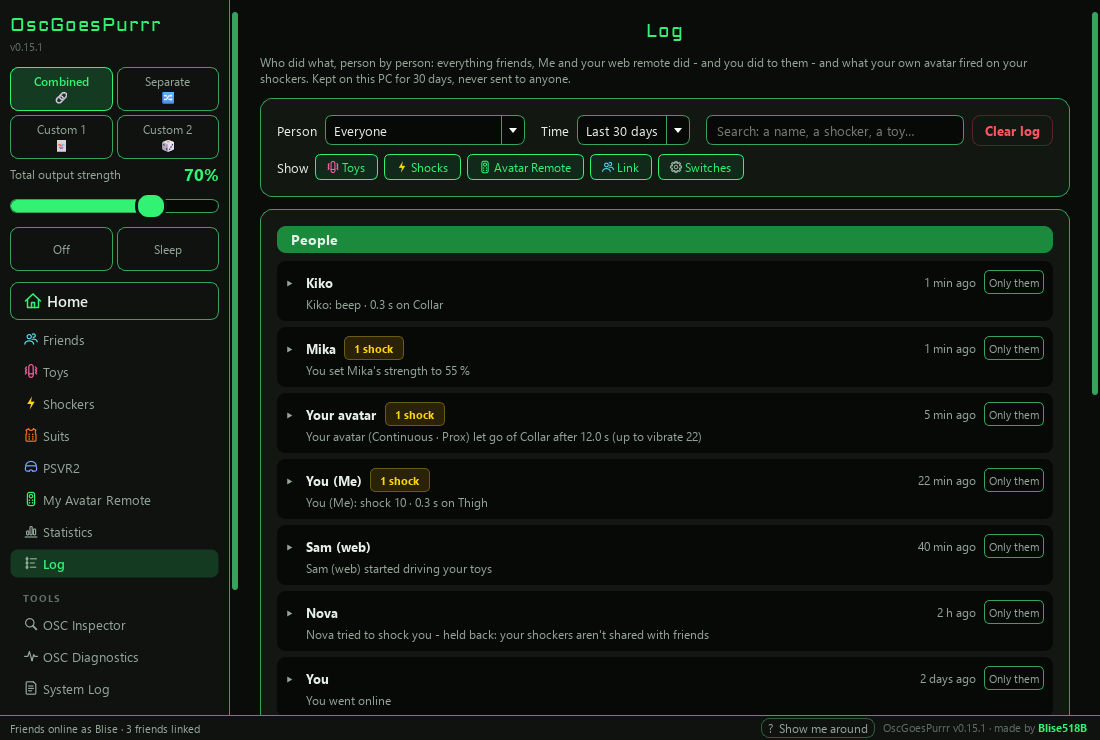 OscGoesPurrr
v0.15.1
Combined
Separate
Custom 1
Custom 2
Total output strength 70%
Off
Sleep
Home
Friends
Toys
Shockers
Suits
PSVR2
My Avatar Remote
Statistics
Log
TOOLS
OSC Inspector
OSC Diagnostics
System Log
Log
Who did what, person by person: everything friends, Me and your web remote did - and you did to them - and what your own avatar fired on your
shockers. Kept on this PC for 30 days, never sent to anyone.
Person Everyone Time Last 30 days Search: a name, a shocker, a toy... Clear log
Show Toys Shocks Avatar Remote Link Switches
People
Kiko 1 min ago Only them
Kiko: beep · 0.3 s on Collar
Mika 1 shock 1 min ago Only them
You set Mika's strength to 55 %
Your avatar 1 shock 5 min ago Only them
Your avatar (Continuous · Prox) let go of Collar after 12.0 s (up to vibrate 22)
You (Me) 1 shock 22 min ago Only them
You (Me): shock 10 · 0.3 s on Thigh
Sam (web) 40 min ago Only them
Sam (web) started driving your toys
Nova 2 h ago Only them
Nova tried to shock you - held back: your shockers aren't shared with friends
You 2 days ago Only them
You went online
Friends online as Blise · 3 friends linked
? Show me around
OscGoesPurrr v0.15.1 · made by Blise518B